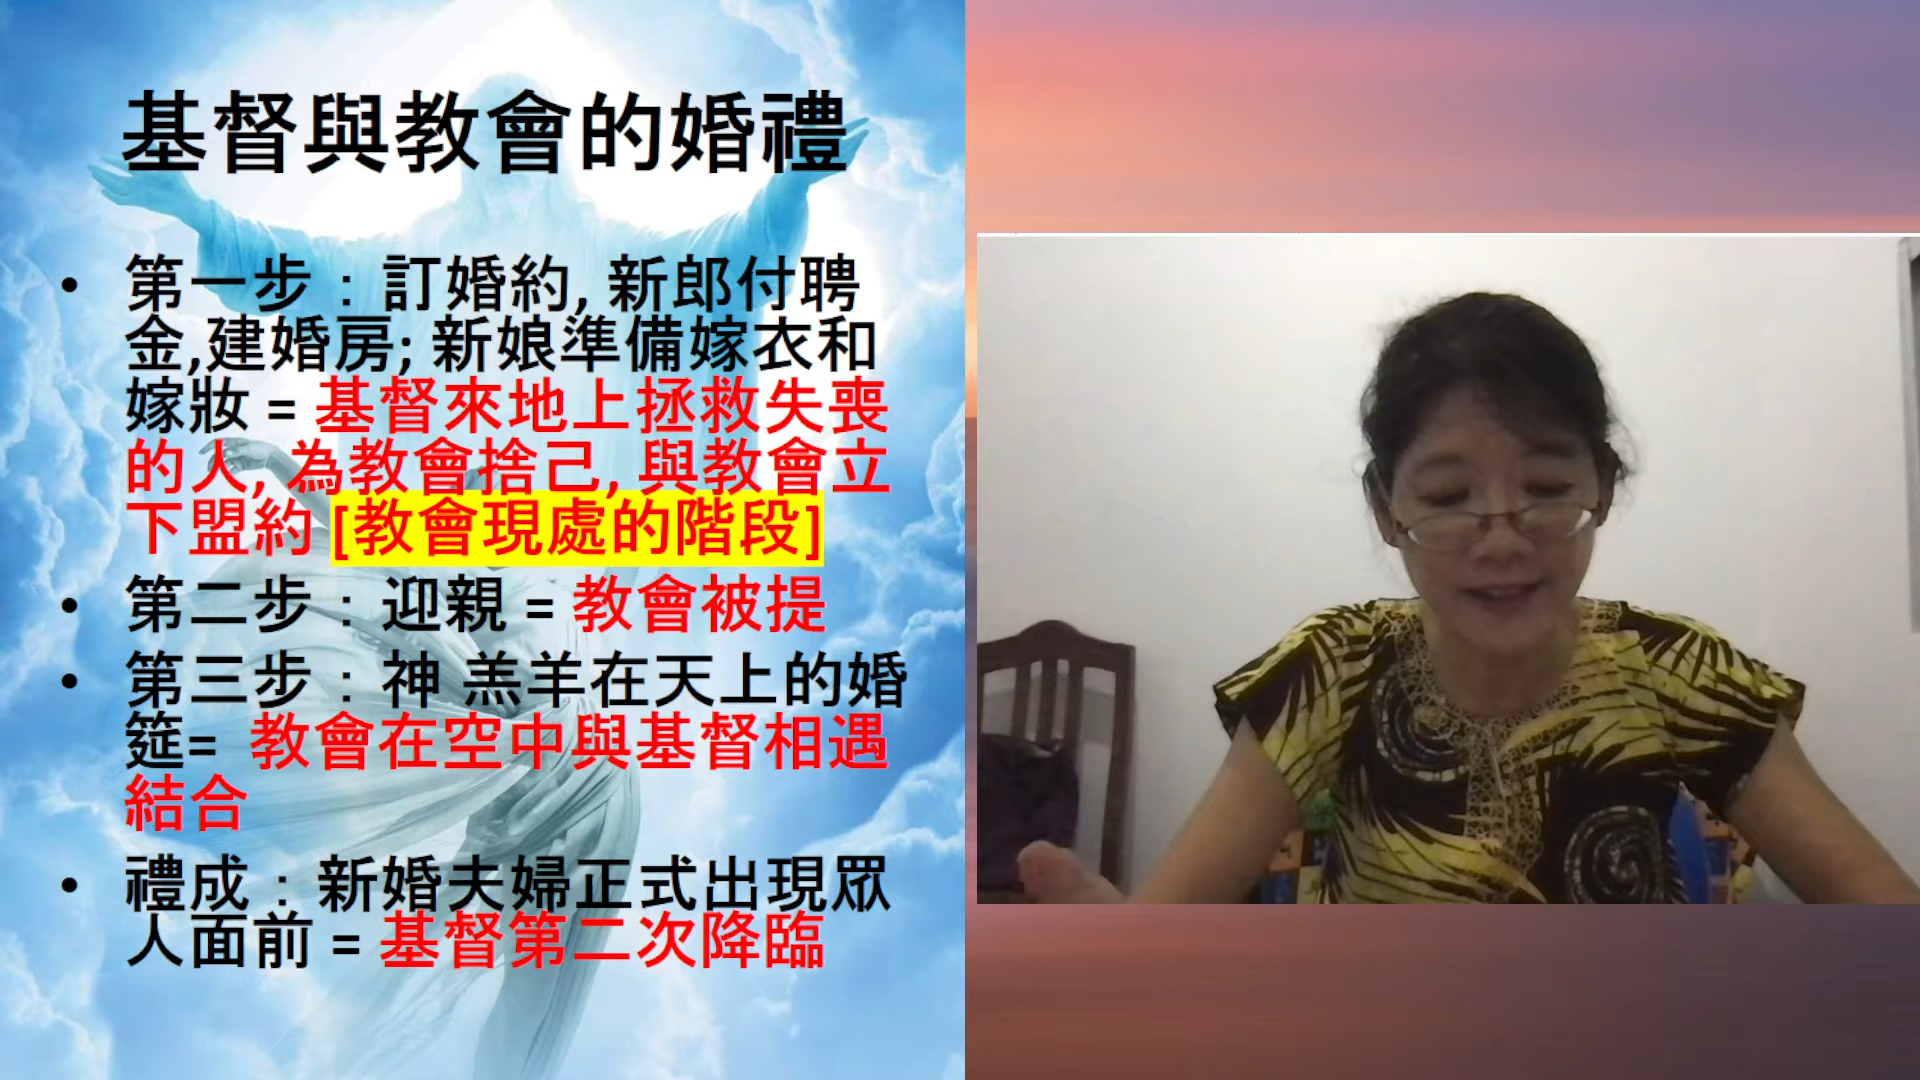 基督與教會的婚禮
• 第一步：訂婚約, 新郎付聘
金,建婚房; 新娘準備嫁衣和
嫁妝 = 基督來地上拯救失喪
的人, 為教會捨己, 與教會立
下盟約 [教會現處的階段]
• 第二步：迎親 = 教會被提
• 第三步：神 羔羊在天上的婚
筵= 教會在空中與基督相遇
結合
• 禮成：新婚夫婦正式出現眾
人面前 = 基督第二次降臨